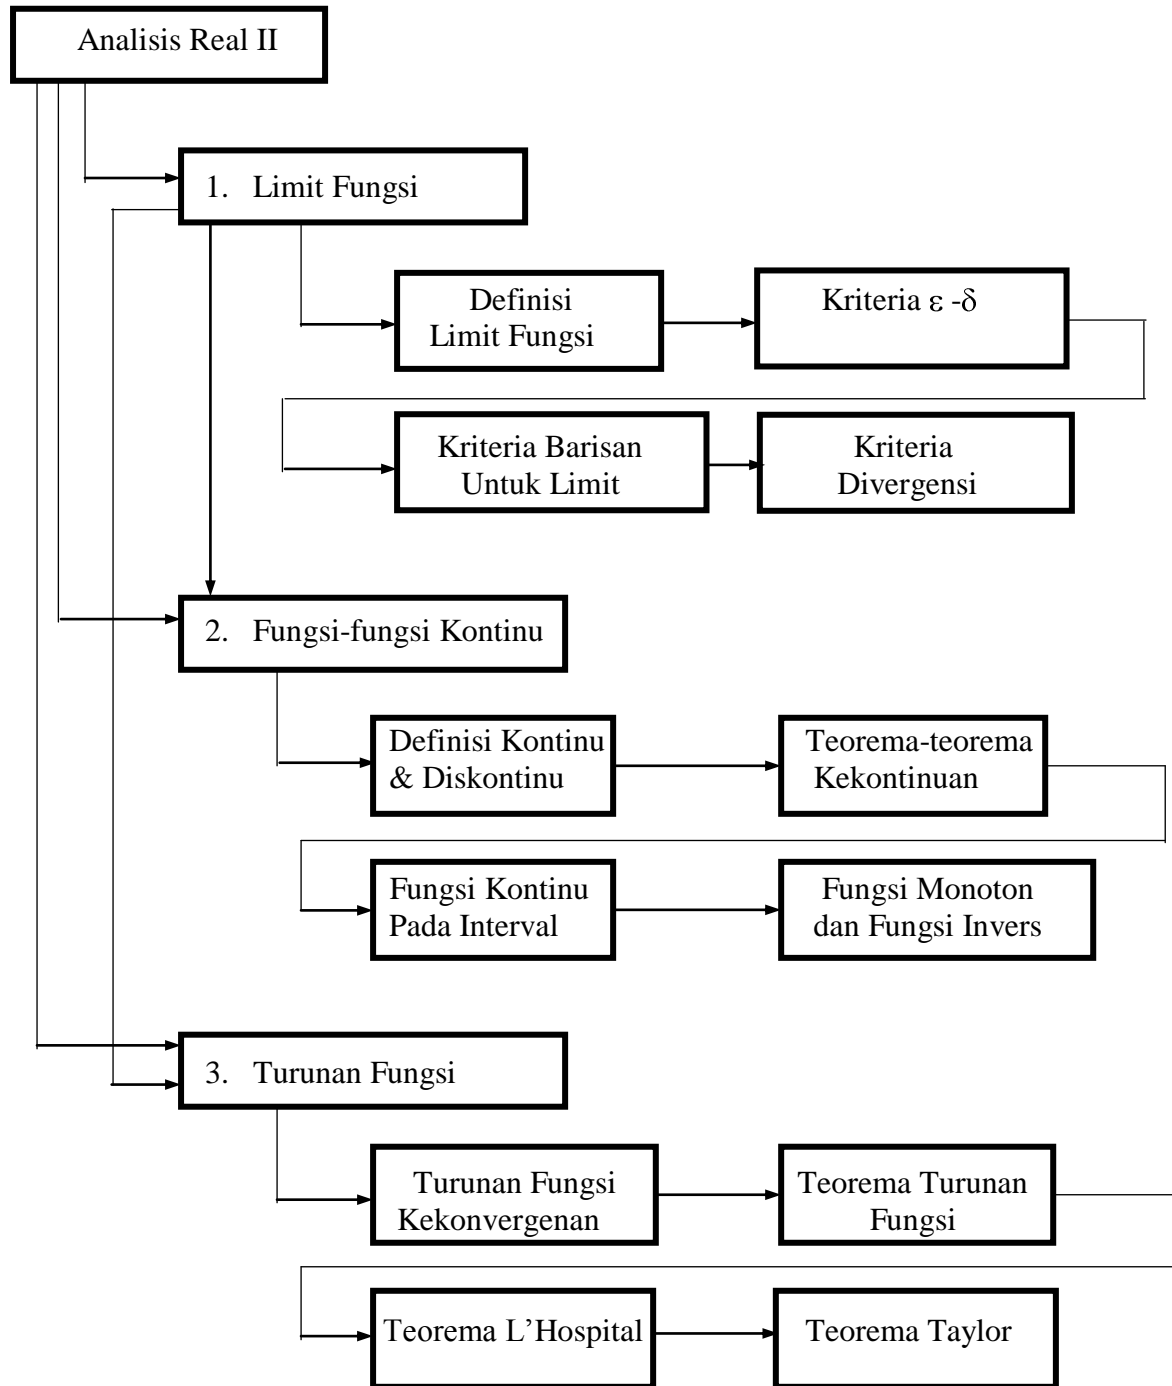 Analisis Real II
1. Limit Fungsi
Definisi
Limit Fungsi
Kriteria ε -δ
Kriteria Barisan
Untuk Limit
Kriteria
Divergensi
2. Fungsi-fungsi Kontinu
Definisi Kontinu
& Diskontinu
Teorema-teorema
Kekontinuan
Fungsi Kontinu
Pada Interval
Fungsi Monoton
dan Fungsi Invers
3. Turunan Fungsi
Turunan Fungsi
Kekonvergenan
Teorema Turunan
Fungsi
Teorema L’Hospital
Teorema Taylor